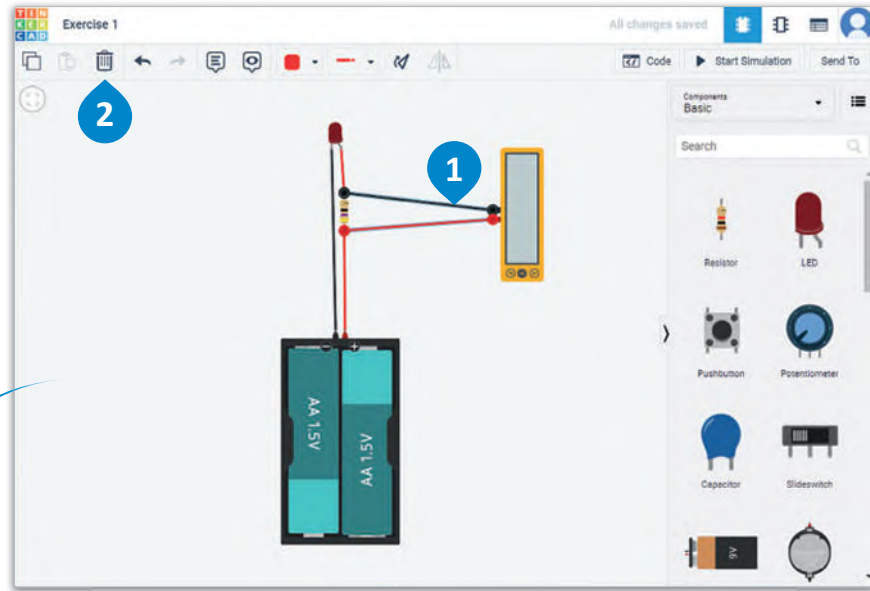 TIN
KER
CAD
Exercise 1
All changes saved
Code
Start Simulation
Send To
2
1
Components
Basic
Search
Resistor
LED
Pushbutton
Potentiometer
Capacitor
Slideswitch
9V
AA 1.5V
AA 1.5V